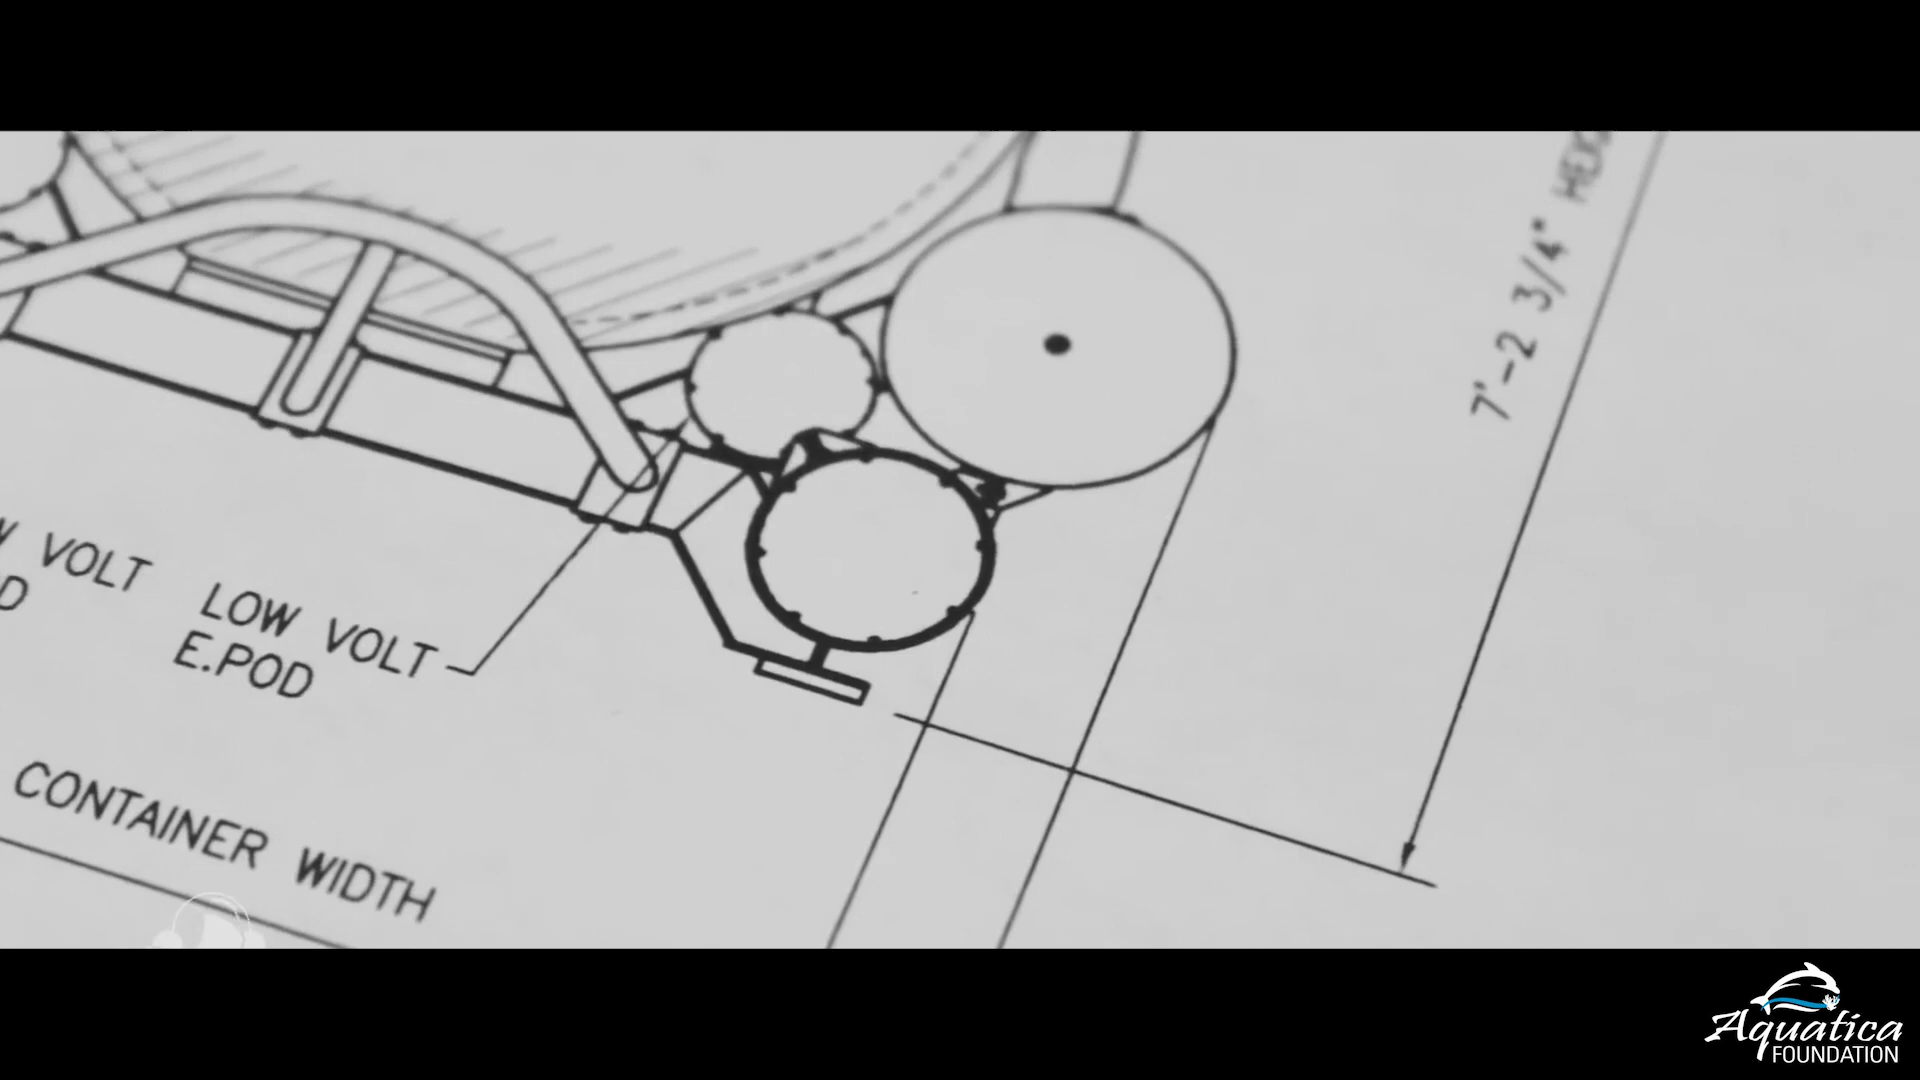 7'-2 3/4"
VOLT
LOW VOLT
E.POD
CONTAINER WIDTH
Aquatica
FOUNDATION